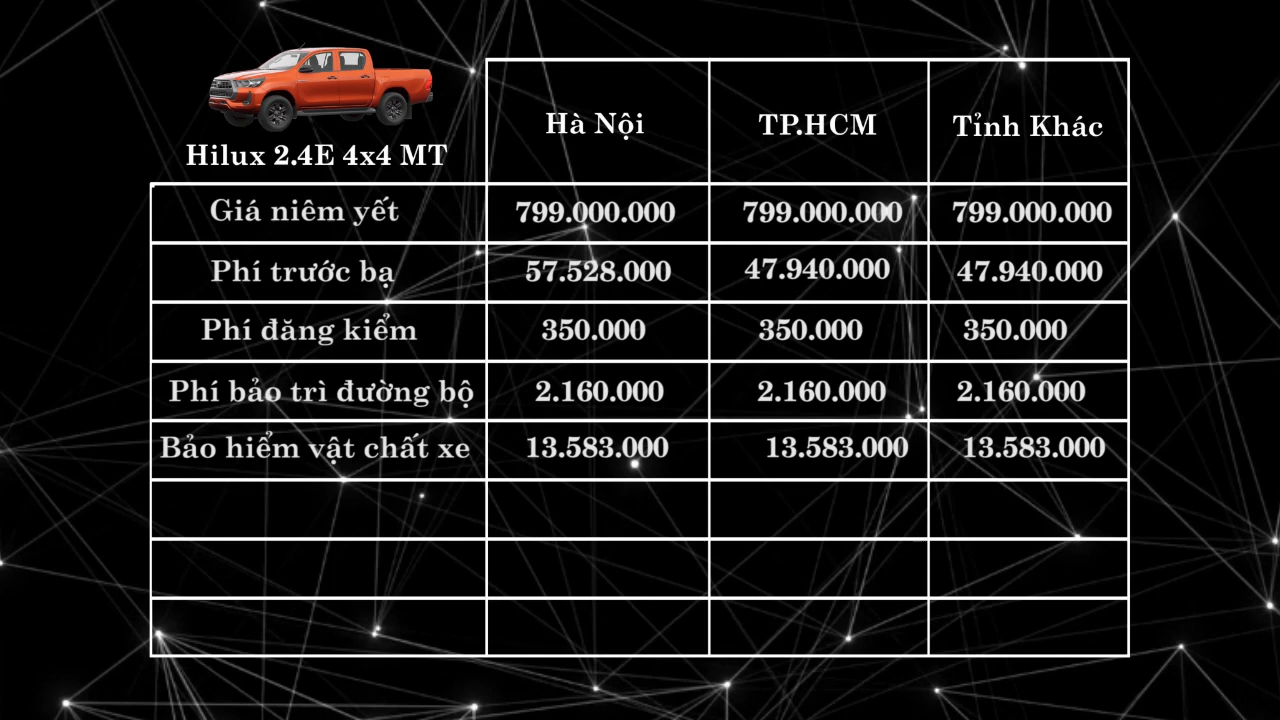 Hà Nội TP.HCM Tỉnh Khác
Hilux 2.4E 4x4 MT
Giá niêm yết 799.000.000 799.000.000 799.000.000
Phí trước bạ 57.528.000 47.940.000 47.940.000
Phí đăng kiểm 350.000 350.000 350.000
Phí bảo trì đường bộ 2.160.000 2.160.000 2.160.000
Bảo hiểm vật chất xe 13.583.000 13.583.000 13.583.000